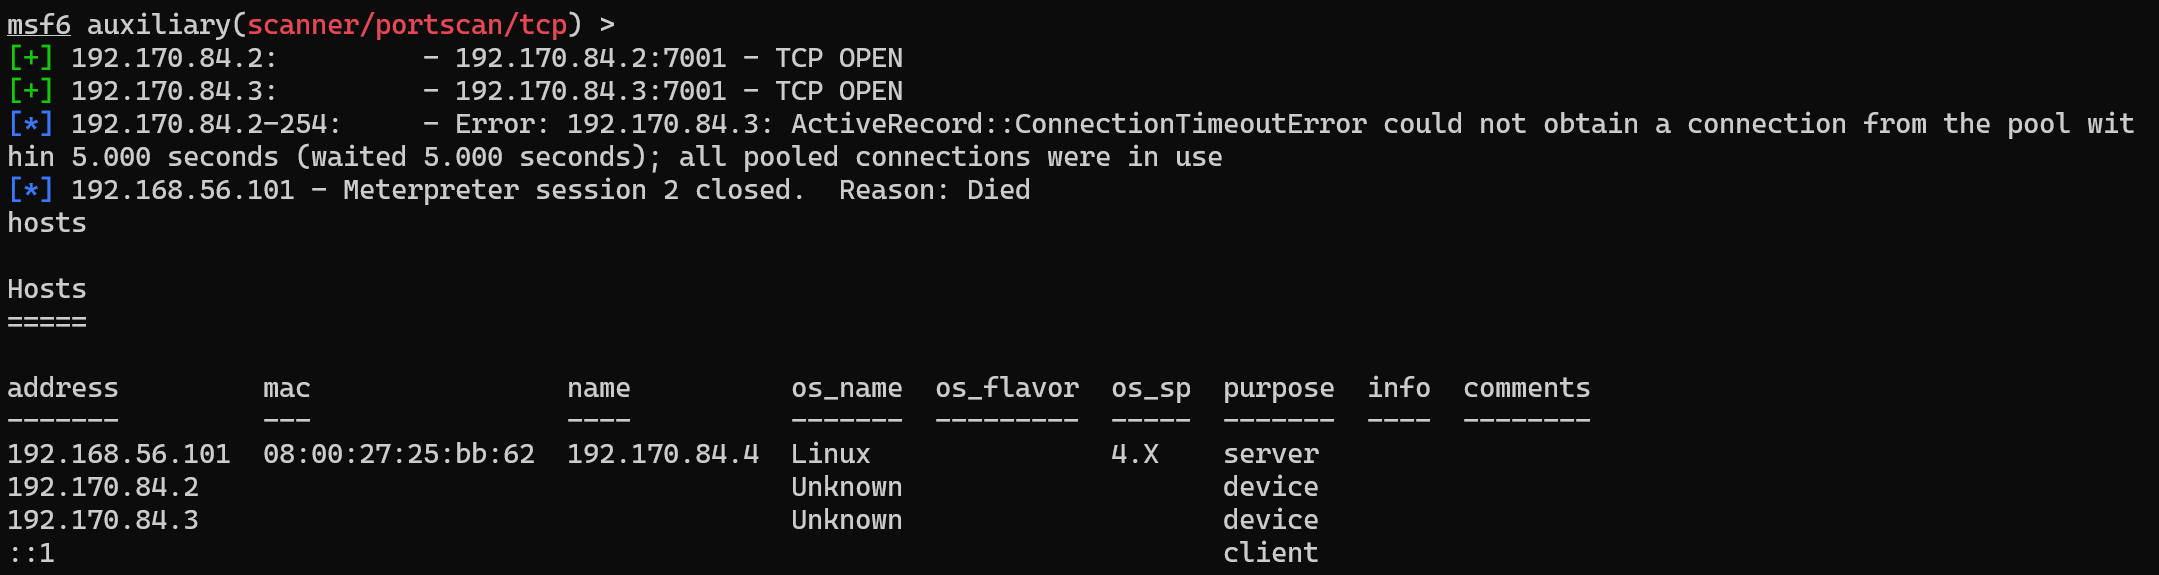 msf6 auxiliary(scanner/portscan/tcp) >
[+] 192.170.84.2:         - 192.170.84.2:7001 - TCP OPEN
[+] 192.170.84.3:         - 192.170.84.3:7001 - TCP OPEN
[*] 192.170.84.2-254:     - Error: 192.170.84.3: ActiveRecord::ConnectionTimeoutError could not obtain a connection from the pool wit
hin 5.000 seconds (waited 5.000 seconds); all pooled connections were in use
[*] 192.168.56.101 - Meterpreter session 2 closed.  Reason: Died
hosts

Hosts
=====

address         mac                name          os_name  os_flavor  os_sp  purpose  info  comments
-------         ---                ----          -------  ---------  -----  -------  ----  --------
192.168.56.101  08:00:27:25:bb:62  192.170.84.4  Linux               4.X    server
192.170.84.2                                     Unknown                    device
192.170.84.3                                     Unknown                    device
::1                                                                         client